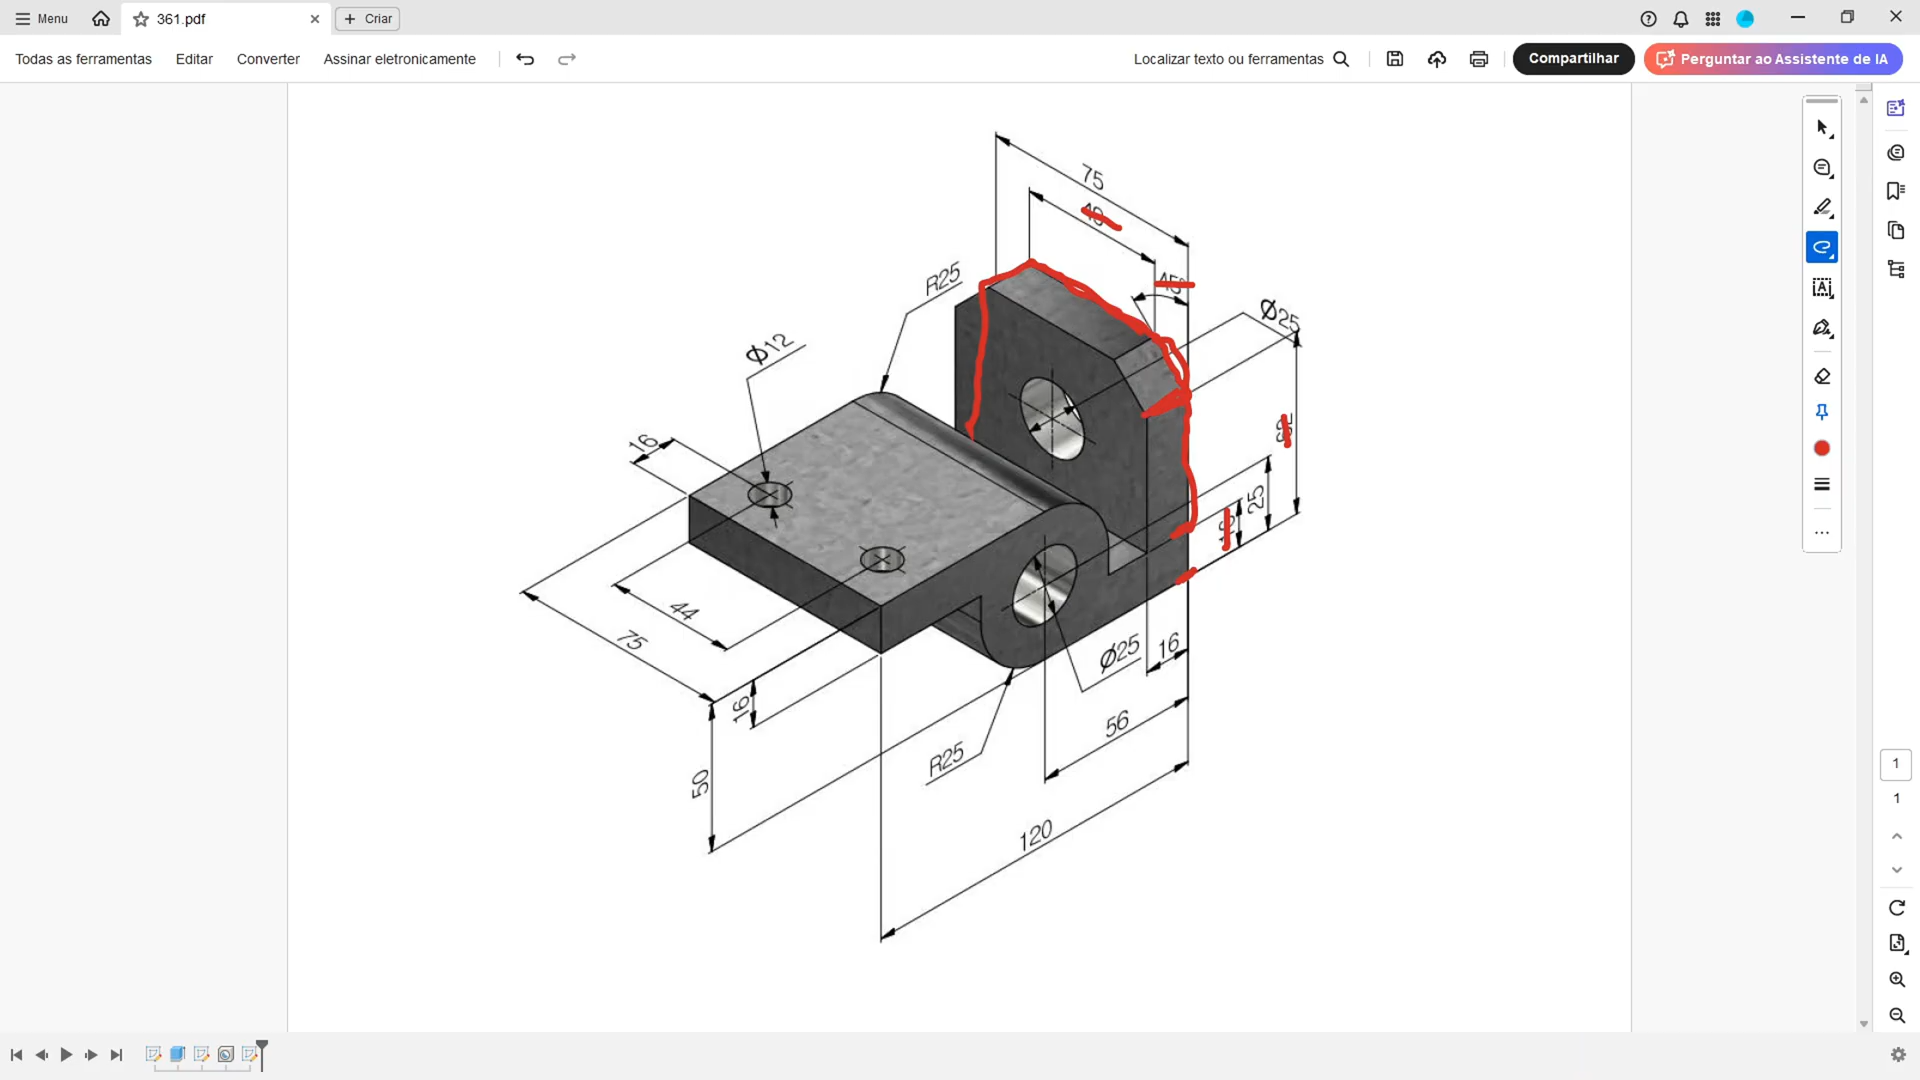 Menu
361.pdf
Criar
Todas as ferramentas
Editar
Converter
Assinar eletronicamente
Localizar texto ou ferramentas
Compartilhar
Perguntar ao Assistente de IA
75
45°
R25
Ø25
Ø12
16
25
44
75
Ø25
16
16
56
R25
50
120
1
1